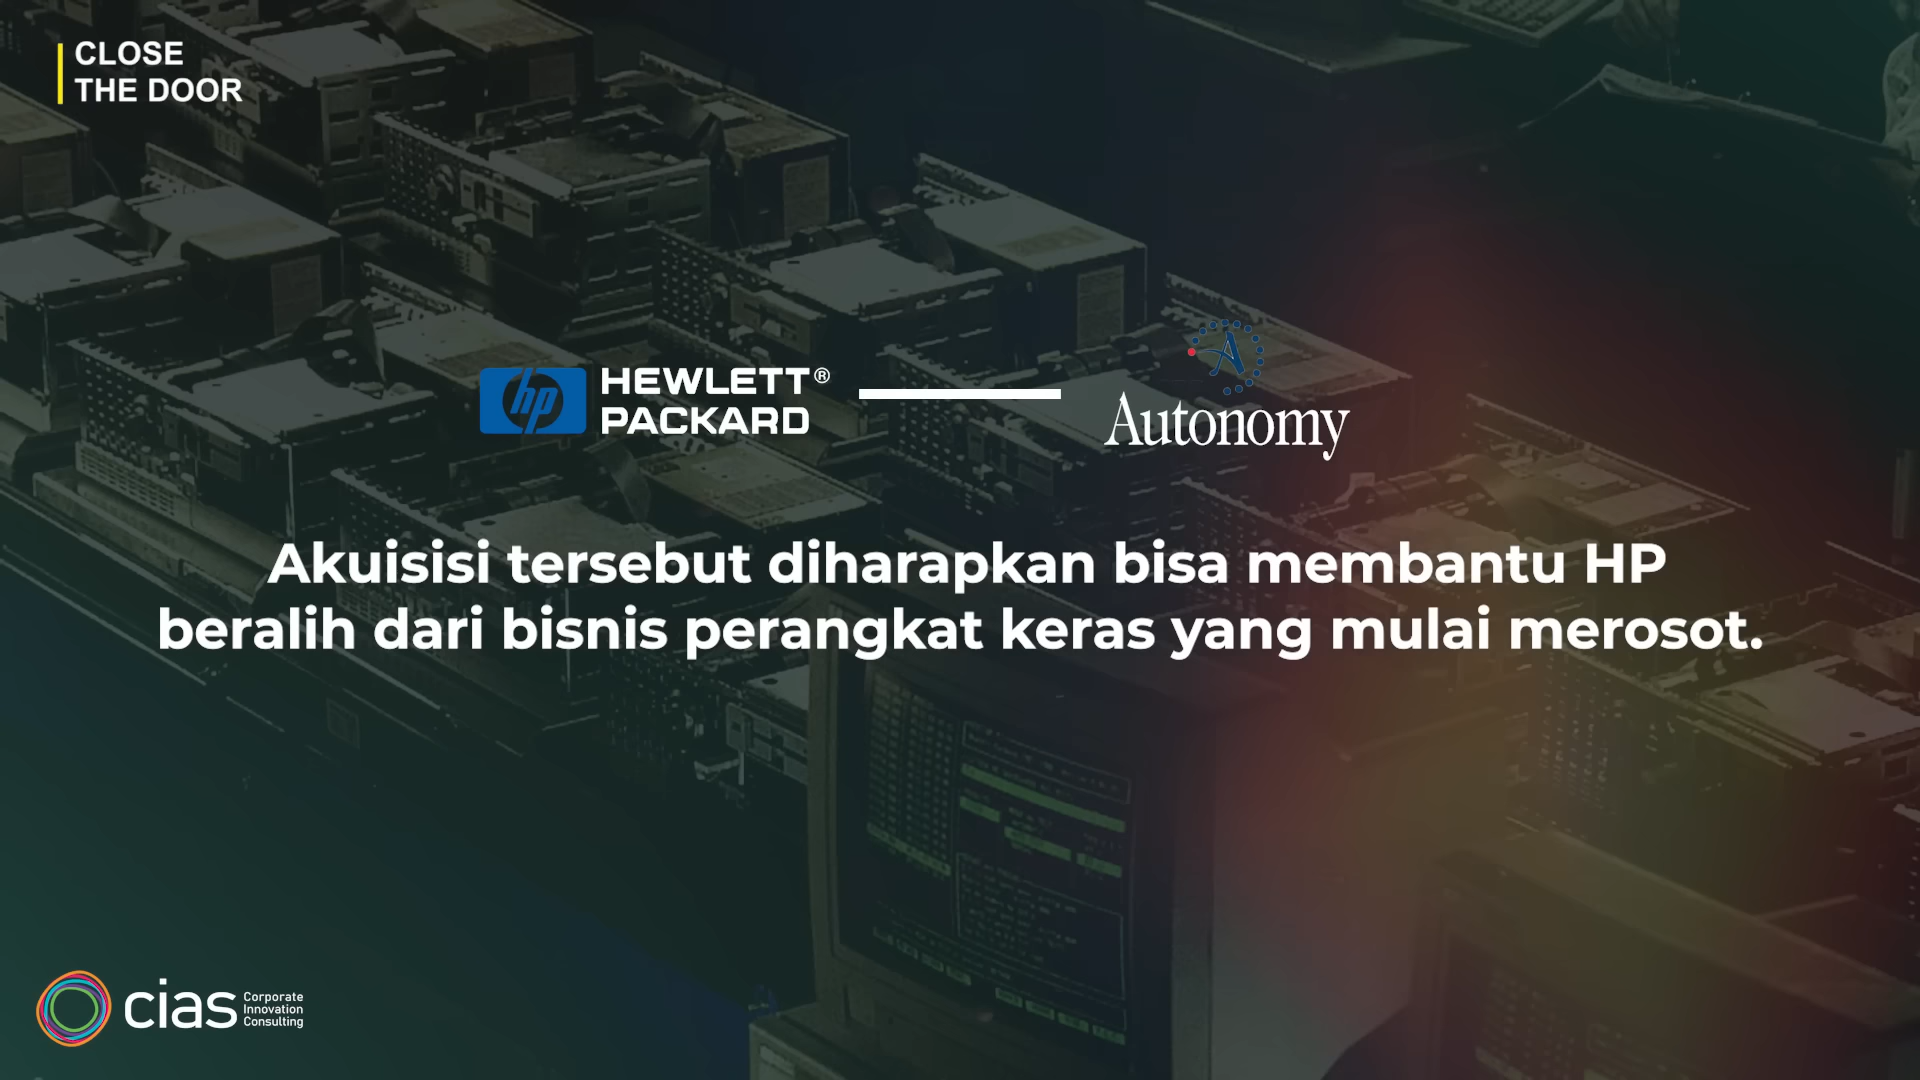 CLOSE
THE DOOR
hp
HEWLETT®
PACKARD
Autonomy
Akuisisi tersebut diharapkan bisa membantu HP
beralih dari bisnis perangkat keras yang mulai merosot.
cias
Corporate
Innovation
Consulting